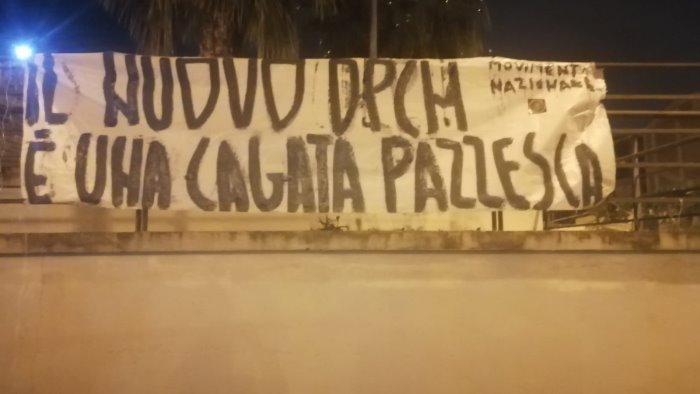 IL NUOVO DPCM
È UNA CAGATA PAZZESCA
MOVIMENTO
NAZIONALE